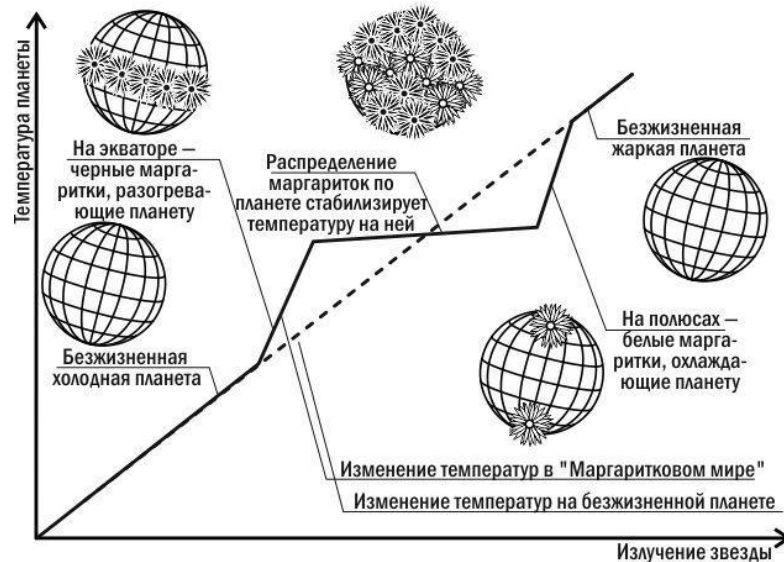 Температура планеты
На экваторе —
черные марга-
ритки, разогрева-
ющие планету
Распределение
маргариток по
планете стабилизирует
температуру на ней
Безжизненная
жаркая планета
Безжизненная
холодная планета
На полюсах —
белые марга-
ритки, охлажда-
ющие планету
Изменение температур в "Маргаритковом мире"
Изменение температур на безжизненной планете
Излучение звезды